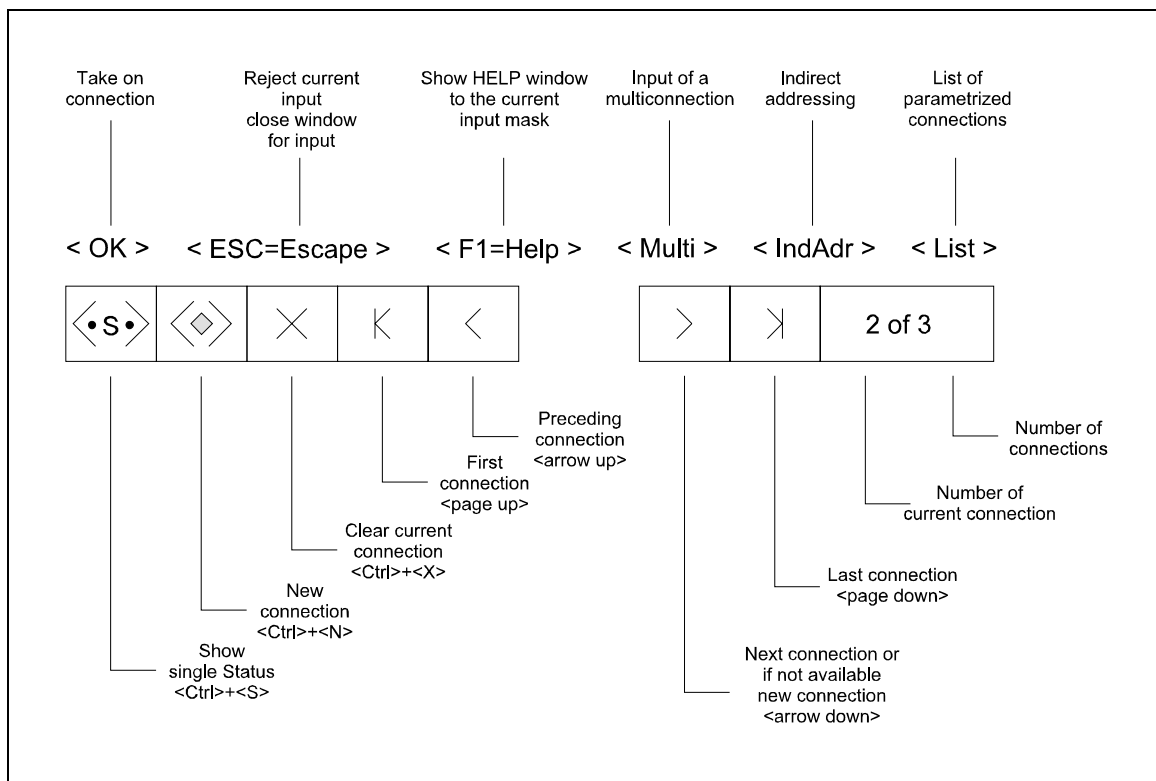 Take on
connection
Reject current
input
close window
for input
Show HELP window
to the current
input mask
Input of a
multiconnection
Indirect
addressing
List of
parametrized
connections
< OK >
< ESC=Escape >
< F1=Help >
< Multi >
< IndAdr >
< List >
•S•
2 of 3
Preceding
connection
<arrow up>
First
connection
<page up>
Clear current
connection
<Ctrl>+<X>
New
connection
<Ctrl>+<N>
Show
single Status
<Ctrl>+<S>
Number of
connections
Number of
current connection
Last connection
<page down>
Next connection or
if not available
new connection
<arrow down>